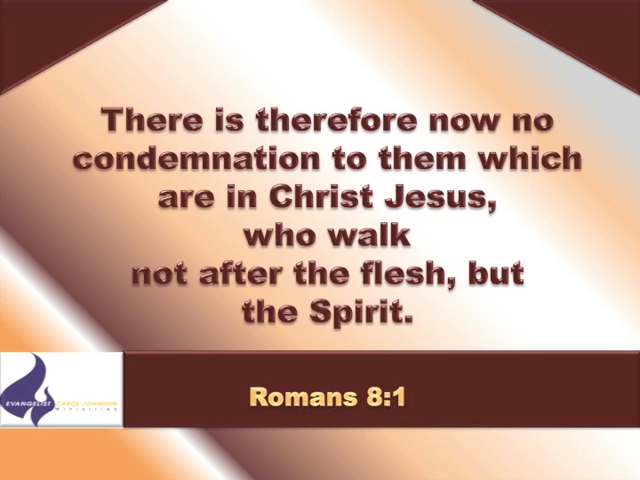 There is therefore now no
condemnation to them which
are in Christ Jesus,
who walk
not after the flesh, but
the Spirit.
EVANGELIST CAROL JOHNSON
Ministries
Romans 8:1